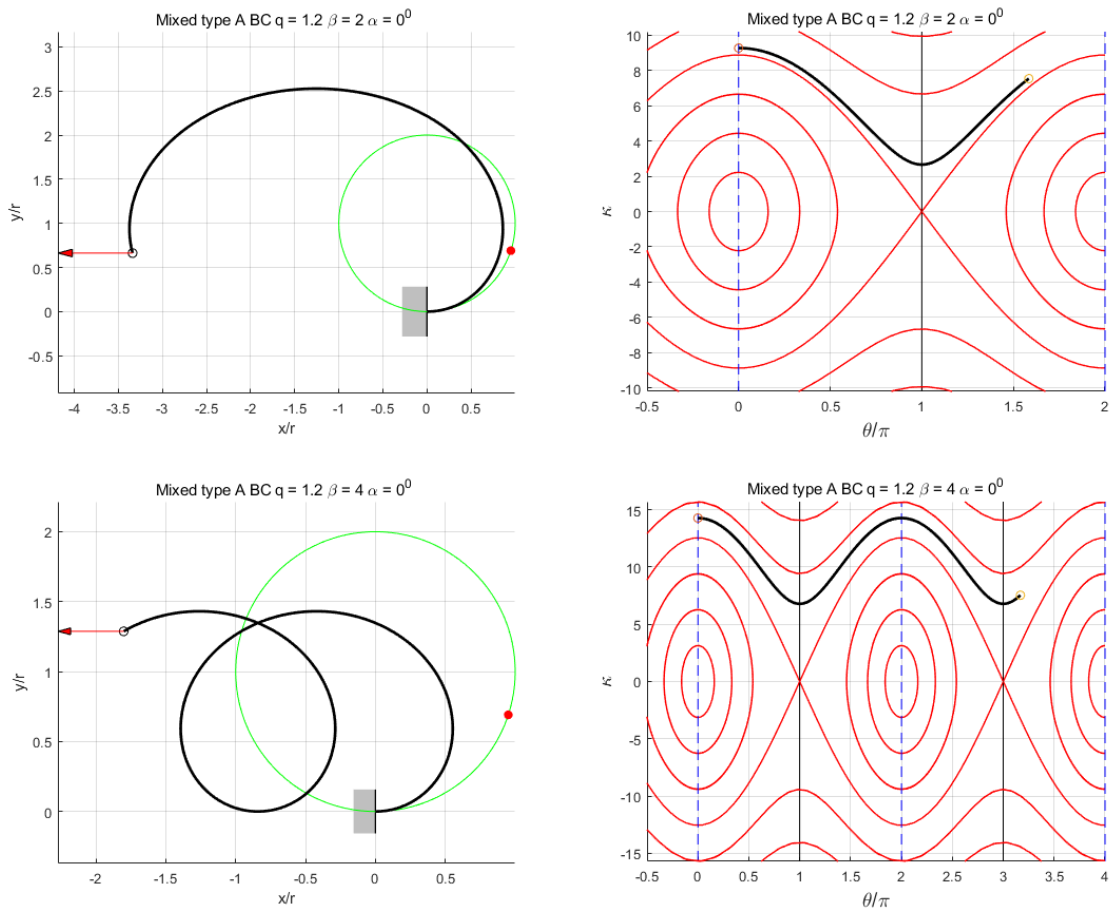 Mixed type A BC q = 1.2 β = 2 α = 0⁰
y/r
3
2.5
2
1.5
1
0.5
0
-0.5
-4 -3.5 -3 -2.5 -2 -1.5 -1 -0.5 0 0.5
x/r
Mixed type A BC q = 1.2 β = 2 α = 0⁰
κ
10
8
6
4
2
0
-2
-4
-6
-8
-10
-0.5 0 0.5 1 1.5 2
θ/π
Mixed type A BC q = 1.2 β = 4 α = 0⁰
y/r
2
1.5
1
0.5
0
-2 -1.5 -1 -0.5 0 0.5
x/r
Mixed type A BC q = 1.2 β = 4 α = 0⁰
κ
15
10
5
0
-5
-10
-15
-0.5 0 0.5 1 1.5 2 2.5 3 3.5 4
θ/π